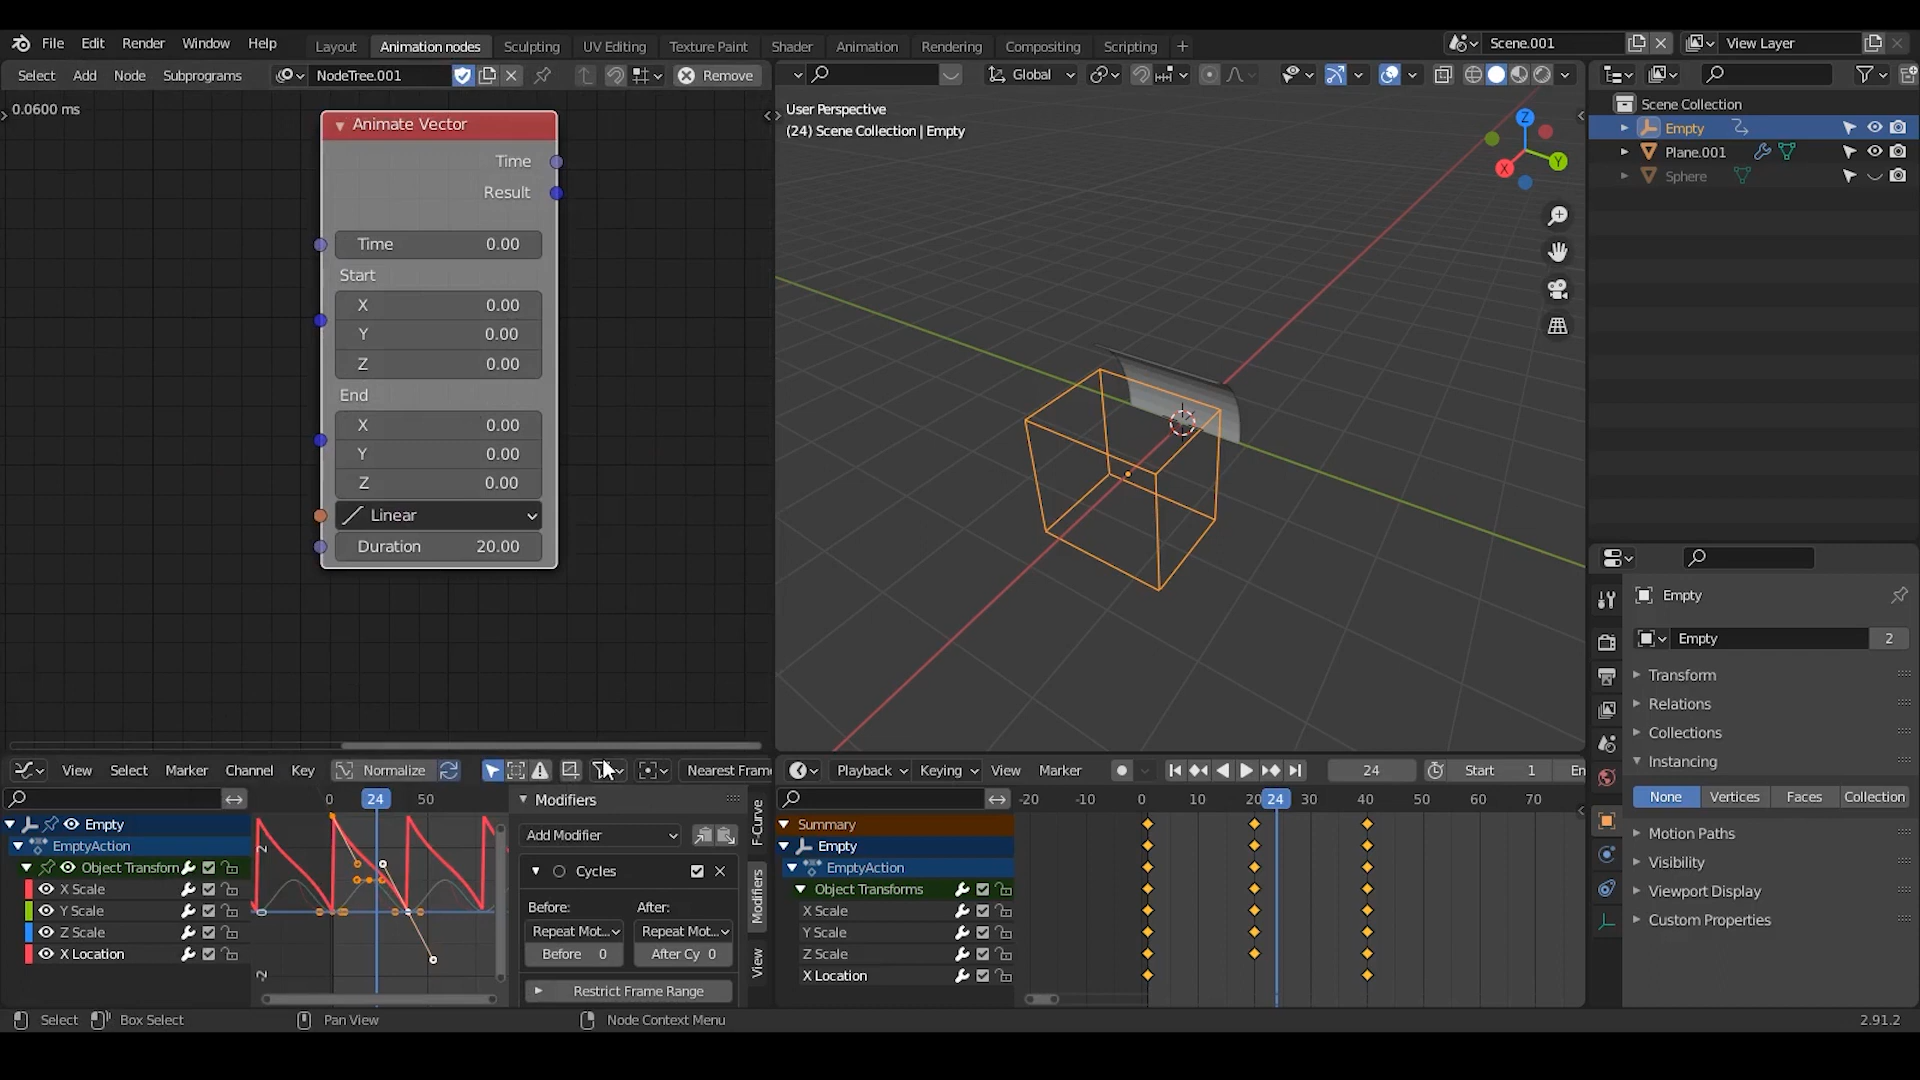 File Edit Render Window Help
Layout Animation nodes Sculpting UV Editing Texture Paint Shader Animation Rendering Compositing Scripting +
Scene.001
View Layer
Select Add Node Subprograms
NodeTree.001
Remove
Global
0.0600 ms
Animate Vector
Time
Result
Time 0.00
Start
X 0.00
Y 0.00
Z 0.00
End
X 0.00
Y 0.00
Z 0.00
Linear
Duration 20.00
User Perspective
(24) Scene Collection | Empty
Z
X
Y
Scene Collection
Empty
Plane.001
Sphere
Empty
Empty 2
Transform
Relations
Collections
Instancing
None Vertices Faces Collection
Motion Paths
Visibility
Viewport Display
Custom Properties
View Select Marker Channel Key Normalize
Nearest Fram
0 24 50
Empty
EmptyAction
Object Transform
X Scale
Y Scale
Z Scale
X Location
2
-2
Modifiers
Add Modifier
Cycles
Before: After:
Repeat Mot.. Repeat Mot..
Before 0 After Cy 0
Restrict Frame Range
F-Curve
Modifiers
View
Playback Keying View Marker
24
Start 1
En
-20 -10 0 10 20 24 30 40 50 60 70
Summary
Empty
EmptyAction
Object Transforms
X Scale
Y Scale
Z Scale
X Location
Select Box Select Pan View Node Context Menu
2.91.2